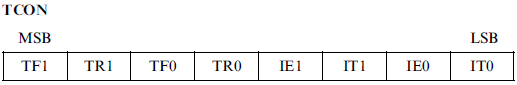 TCON
MSB LSB
TF1 TR1 TF0 TR0 IE1 IT1 IE0 IT0